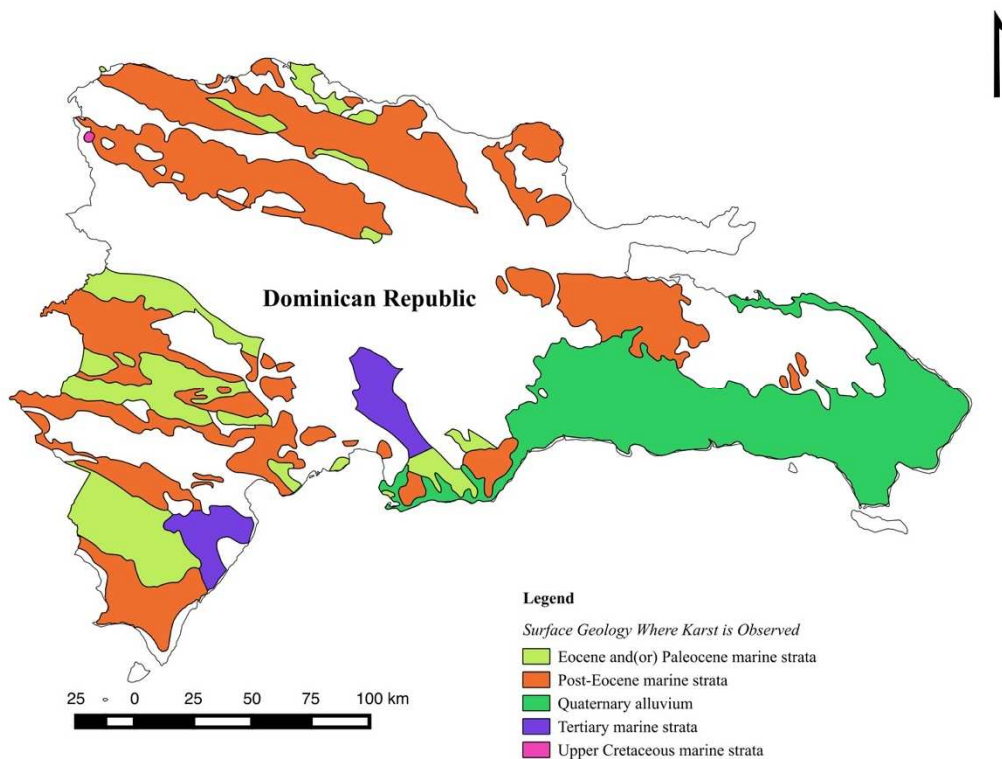 Dominican Republic
Legend
Surface Geology Where Karst is Observed
Eocene and(or) Paleocene marine strata
Post-Eocene marine strata
Quaternary alluvium
Tertiary marine strata
Upper Cretaceous marine strata
25 0 25 50 75 100 km